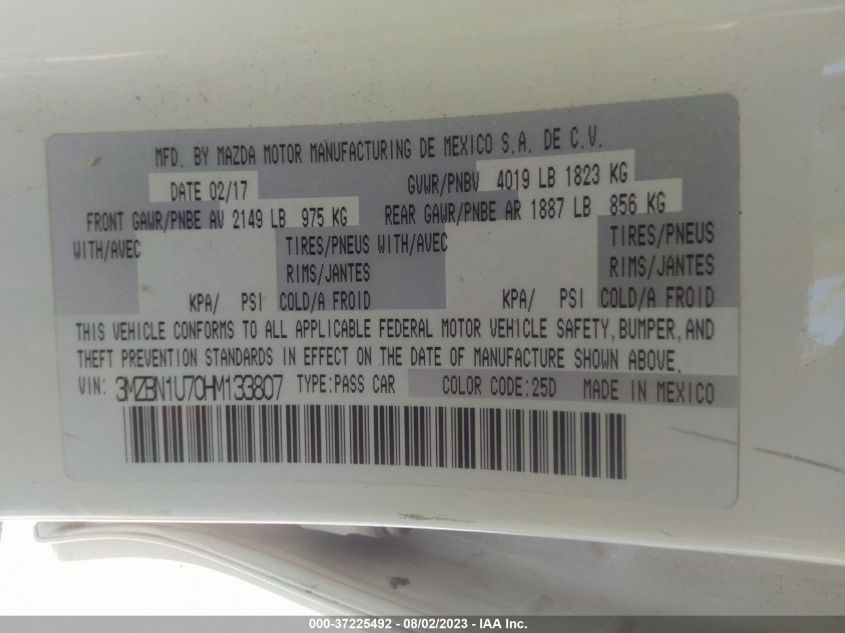 MFD. BY MAZDA MOTOR MANUFACTURING DE MEXICO S.A. DE C.V.
DATE 02/17 GVWR/PNBV 4019 LB 1823 KG
FRONT GAWR/PNBE AV 2149 LB 975 KG REAR GAWR/PNBE AR 1887 LB 856 KG
WITH/AVEC TIRES/PNEUS WITH/AVEC TIRES/PNEUS
RIMS/JANTES RIMS/JANTES
KPA/ PSI COLD/A FROID KPA/ PSI COLD/A FROID
THIS VEHICLE CONFORMS TO ALL APPLICABLE FEDERAL MOTOR VEHICLE SAFETY, BUMPER, AND
THEFT PREVENTION STANDARDS IN EFFECT ON THE DATE OF MANUFACTURE SHOWN ABOVE.
VIN: 3MZBN1U70HM133807 TYPE:PASS CAR COLOR CODE:25D MADE IN MEXICO
000-37225492 - 08/02/2023 - IAA Inc.